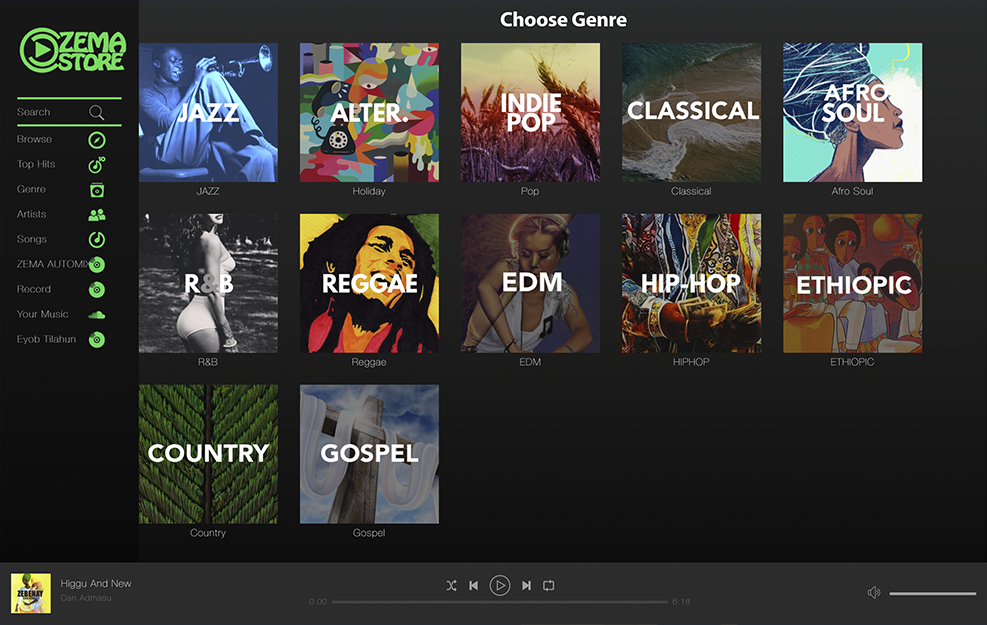 ZEMA
STORE
Search
Browse
Top Hits
Genre
Artists
Songs
ZEMA AUTOMIX
Record
Your Music
Eyob Tilahun
Choose Genre
JAZZ
JAZZ
ALTER.
Holiday
INDIE
POP
Pop
CLASSICAL
Classical
AFRO
SOUL
Afro Soul
R&B
R&B
REGGAE
Reggae
EDM
EDM
HIP-HOP
HIPHOP
ETHIOPIC
ETHIOPIC
COUNTRY
Country
GOSPEL
Gospel
ZEBENAY
Higgu And New
Dan Admasu
0:00
6:18